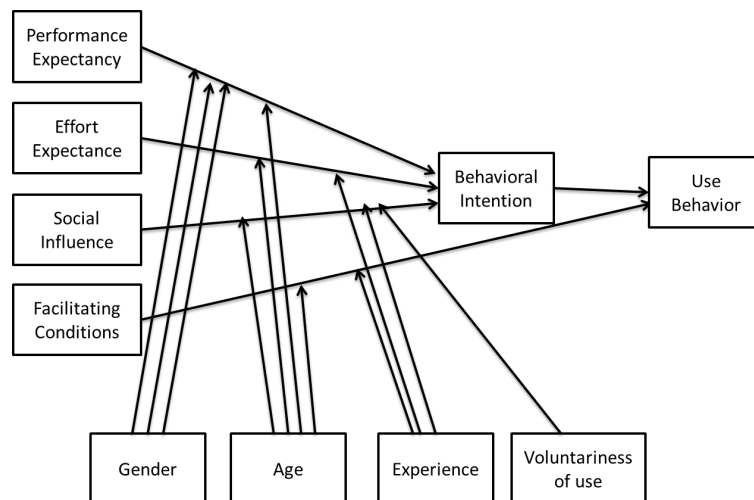 Performance
Expectancy
Effort
Expectance
Social
Influence
Facilitating
Conditions
Behavioral
Intention
Use
Behavior
Gender
Age
Experience
Voluntariness
of use